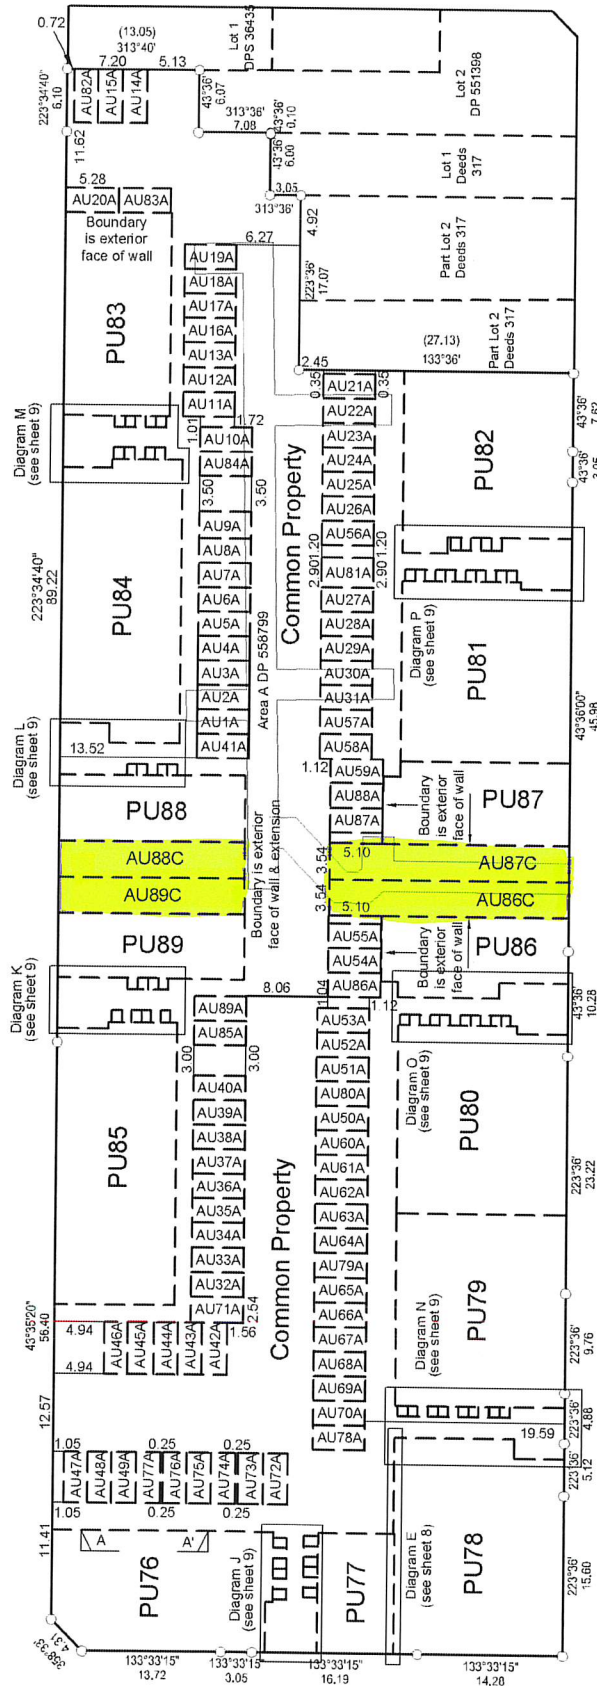 0.72
(13.05)
313°40'
7.20
5.13
223°34'40"
6.10
AU82A
AU15A
AU14A
43°36'
6.07
313°36'
7.08
43°36'
0.10
43°36'
6.00
3.05
313°36'
Lot 1
DPS 36435
Lot 2
DP 551398
Lot 1
Deeds
317
Part Lot 2
Deeds 317
Part Lot 2
Deeds 317
11.62
5.28
AU20A
AU83A
Boundary
is exterior
face of wall
PU83
6.27
4.92
223°36'
17.07
(27.13)
133°36'
2.45
AU19A
AU18A
AU17A
AU16A
AU13A
AU12A
AU11A
1.01
1.72
AU10A
AU84A
3.50
3.50
AU9A
AU8A
AU7A
AU6A
AU5A
AU4A
AU3A
AU2A
AU1A
AU41A
Area A DP 558799
Common Property
0.35
0.35
AU21A
AU22A
AU23A
AU24A
AU25A
AU26A
AU56A
1.20
1.20
2.90
2.90
AU81A
AU27A
AU28A
AU29A
AU30A
AU31A
AU57A
AU58A
1.12
AU59A
AU88A
AU87A
Diagram M
(see sheet 9)
223°34'40"
89.22
PU84
Diagram L
(see sheet 9)
13.52
PU82
43°36'
7.62
43°36'
3.05
Diagram P
(see sheet 9)
PU81
43°36'00"
45.98
PU88
AU88C
AU89C
PU89
Boundary is exterior
face of wall & extension
Boundary
is exterior
face of wall
PU87
3.54
5.10
AU87C
3.54
5.10
AU86C
AU55A
AU54A
AU86A
Boundary
is exterior
face of wall
PU86
Diagram K
(see sheet 9)
8.06
1.04
1.12
43°36'
10.28
AU89A
AU85A
3.00
3.00
AU40A
AU39A
AU38A
AU37A
AU36A
AU35A
AU34A
AU33A
AU32A
AU71A
2.54
1.56
PU85
Common Property
AU53A
AU52A
AU51A
AU80A
AU50A
AU60A
AU61A
AU62A
AU63A
AU64A
AU79A
AU65A
AU66A
AU67A
AU68A
AU69A
AU70A
AU78A
Diagram O
(see sheet 9)
PU80
223°36'
23.22
43°35'20"
56.40
4.94
4.94
AU46A
AU45A
AU44A
AU43A
AU42A
Diagram N
(see sheet 9)
PU79
223°36'
9.76
12.57
1.05
1.05
0.25
0.25
0.25
0.25
AU47A
AU48A
AU49A
AU77A
AU76A
AU75A
AU74A
AU73A
AU72A
19.59
223°36'
4.88
223°36'
5.12
11.41
A
A'
PU76
Diagram J
(see sheet 9)
PU77
Diagram E
(see sheet 8)
PU78
223°36'
15.60
358°33'
4.31
133°33'15"
13.72
133°33'15"
3.05
133°33'15"
16.19
133°33'15"
14.28